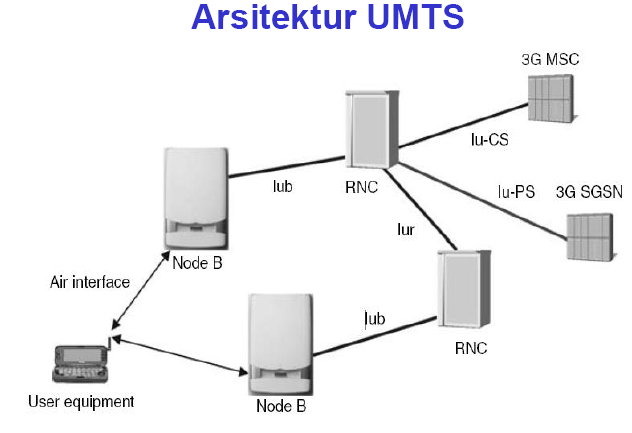 Arsitektur UMTS
3G MSC
Iu-CS
Iub
RNC
Iu-PS
3G SGSN
Iur
Node B
Air interface
Iub
RNC
User equipment
Node B